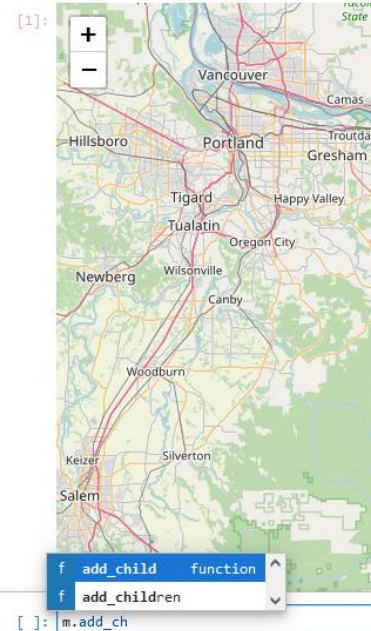 [1]:
+
−
State
Vancouver
Camas
Hillsboro
Portland
Troutda
Gresham
Tigard
Happy Valley
Tualatin
Oregon City
Newberg
Wilsonville
Canby
Woodburn
Keizer
Silverton
Salem
f add_child function
f add_children
[ ]: m.add_ch